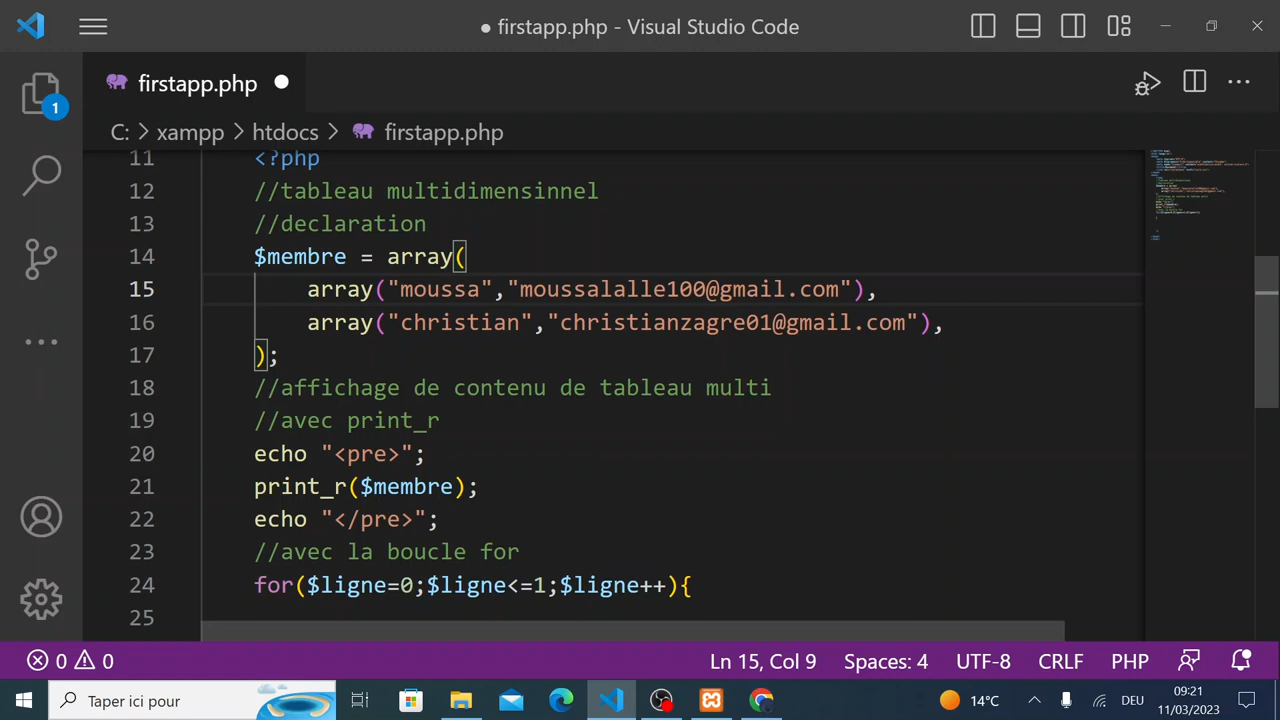 firstapp.php - Visual Studio Code
firstapp.php
1
C: > xampp > htdocs > firstapp.php
11 <?php
12 //tableau multidimensinnel
13 //declaration
14 $membre = array(
15 array("moussa","moussalalle100@gmail.com"),
16 array("christian","christianzagre01@gmail.com"),
17 );
18 //affichage de contenu de tableau multi
19 //avec print_r
20 echo "<pre>";
21 print_r($membre);
22 echo "</pre>";
23 //avec la boucle for
24 for($ligne=0;$ligne<=1;$ligne++){
25
0 0 Ln 15, Col 9 Spaces: 4 UTF-8 CRLF PHP
Taper ici pour 14°C DEU 09:21
11/03/2023